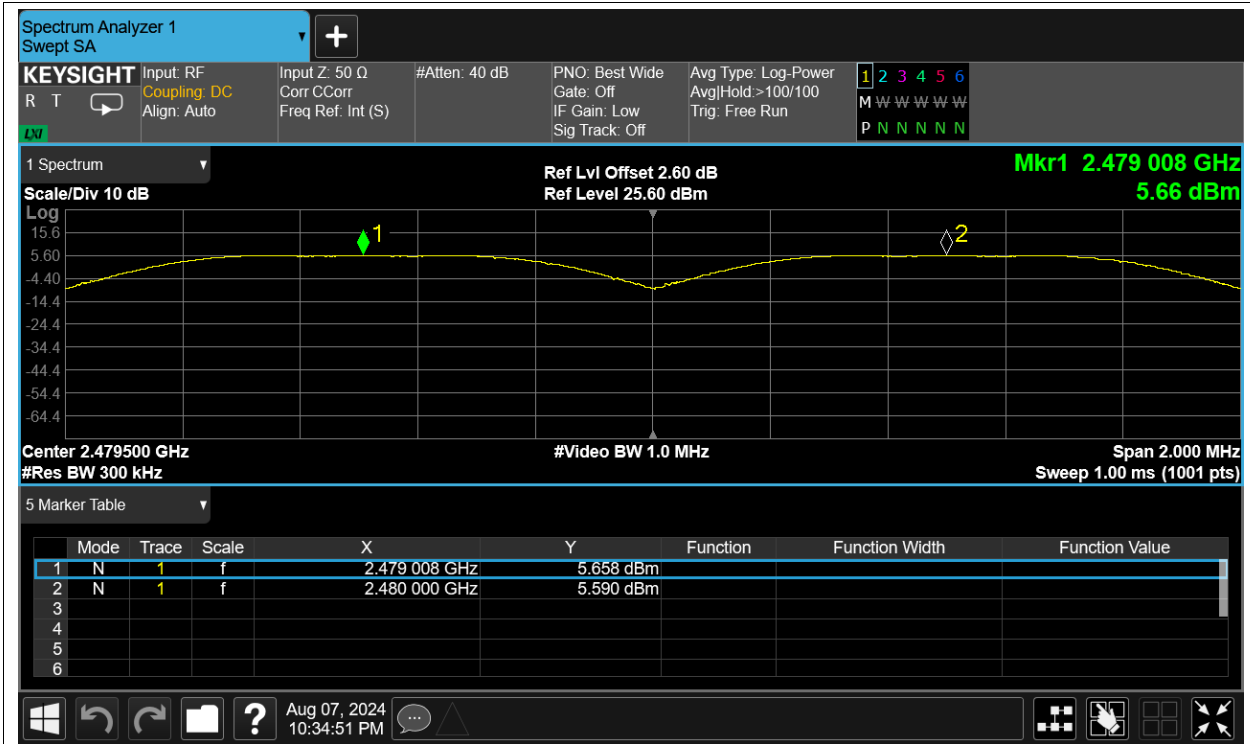 Spectrum Analyzer 1
Swept SA
KEYSIGHT
R T
LXI
Input: RF
Coupling: DC
Align: Auto
Input Z: 50 Ω
Corr CCorr
Freq Ref: Int (S)
#Atten: 40 dB
PNO: Best Wide
Gate: Off
IF Gain: Low
Sig Track: Off
Avg Type: Log-Power
Avg|Hold:>100/100
Trig: Free Run
1 2 3 4 5 6
M W W W W W
P N N N N N
1 Spectrum
Scale/Div 10 dB
Ref Lvl Offset 2.60 dB
Ref Level 25.60 dBm
Mkr1 2.479 008 GHz
5.66 dBm
Log
15.6
5.60
-4.40
-14.4
-24.4
-34.4
-44.4
-54.4
-64.4
1
2
Center 2.479500 GHz
#Video BW 1.0 MHz
Span 2.000 MHz
#Res BW 300 kHz
Sweep 1.00 ms (1001 pts)
5 Marker Table
Mode Trace Scale X Y Function Function Width Function Value
1 N 1 f 2.479 008 GHz 5.658 dBm
2 N 1 f 2.480 000 GHz 5.590 dBm
3
4
5
6
?
Aug 07, 2024
10:34:51 PM